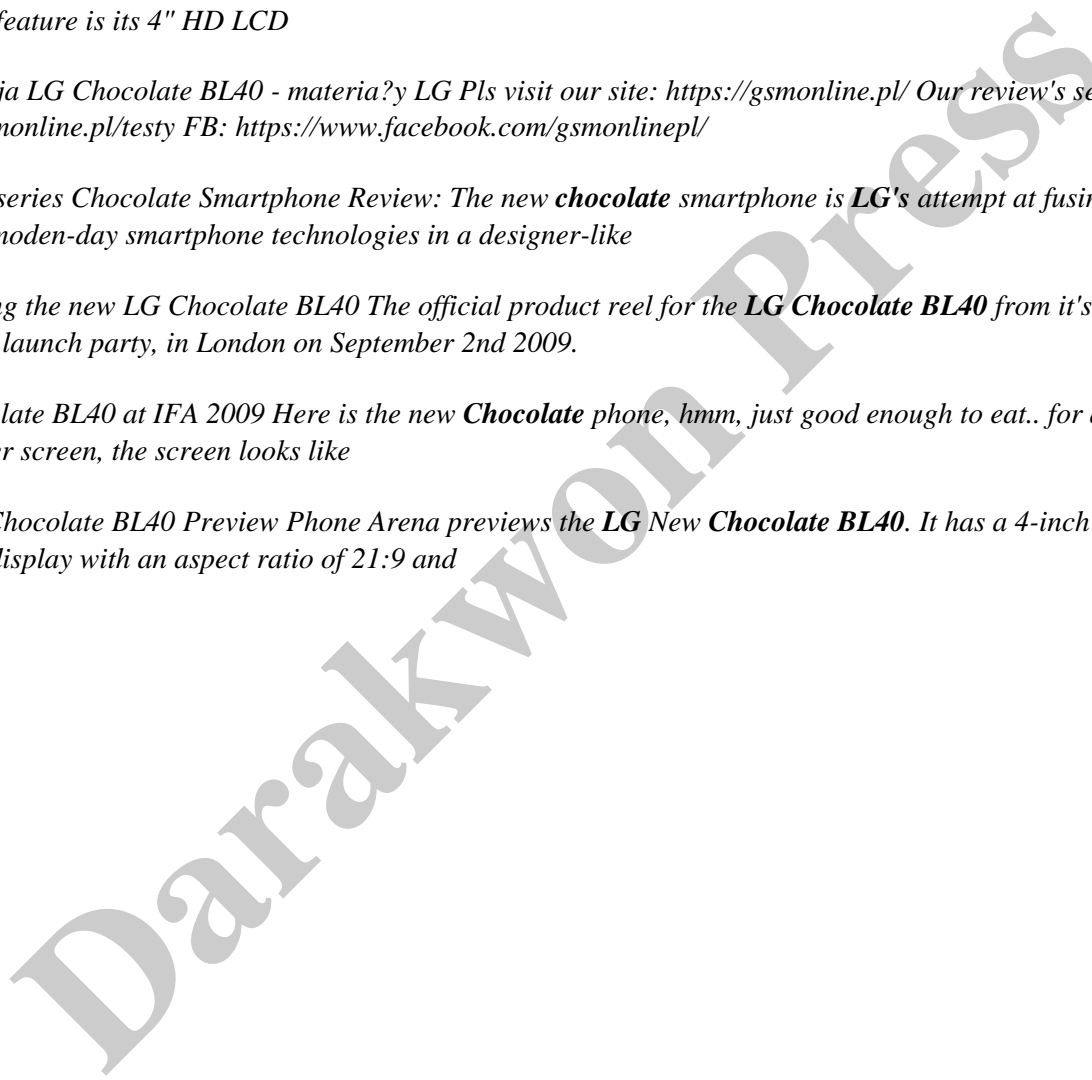 feature is its 4" HD LCD
ja LG Chocolate BL40 - materia?y LG Pls visit our site: https://gsmonline.pl/ Our review's se
monline.pl/testy FB: https://www.facebook.com/gsmonlinepl/
series Chocolate Smartphone Review: The new chocolate smartphone is LG's attempt at fusin
noden-day smartphone technologies in a designer-like
ng the new LG Chocolate BL40 The official product reel for the LG Chocolate BL40 from it's
launch party, in London on September 2nd 2009.
late BL40 at IFA 2009 Here is the new Chocolate phone, hmm, just good enough to eat.. for a
er screen, the screen looks like
Chocolate BL40 Preview Phone Arena previews the LG New Chocolate BL40. It has a 4-inch
display with an aspect ratio of 21:9 and
Darakwon Press